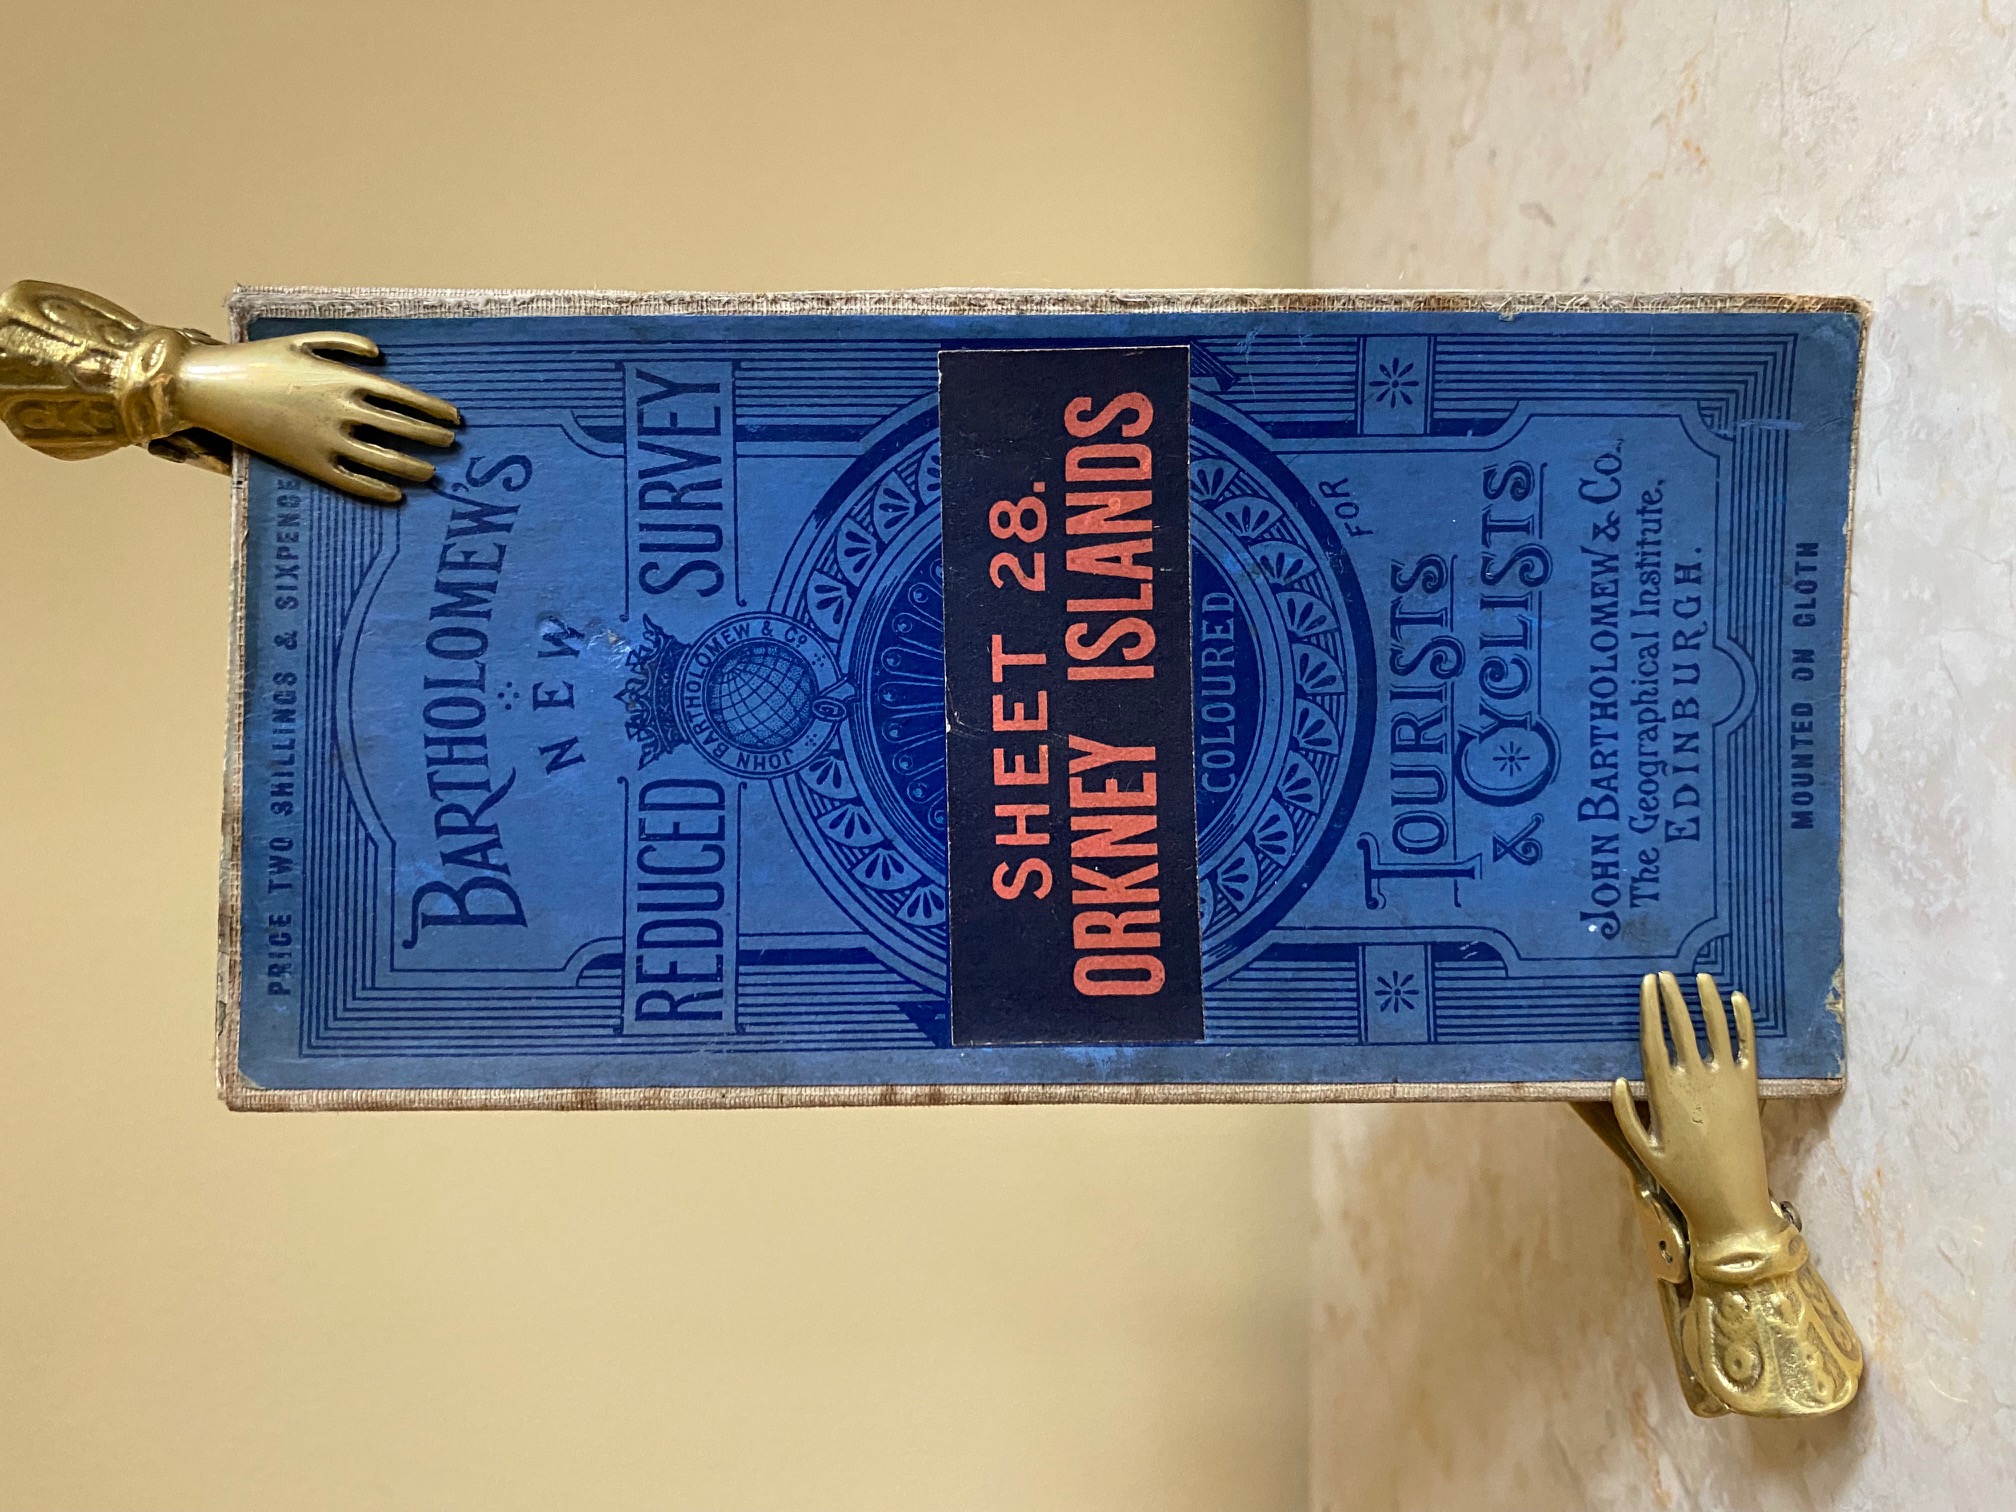 PRICE TWO SHILLINGS & SIXPENCE
BARTHOLOMEW'S
NEW
REDUCED SURVEY
JOHN BARTHOLOMEW & Co
SHEET 28.
ORKNEY ISLANDS
COLOURED
FOR
TOURISTS
& CYCLISTS
JOHN BARTHOLOMEW & Co.,
The Geographical Institute,
EDINBURGH.
MOUNTED ON CLOTH